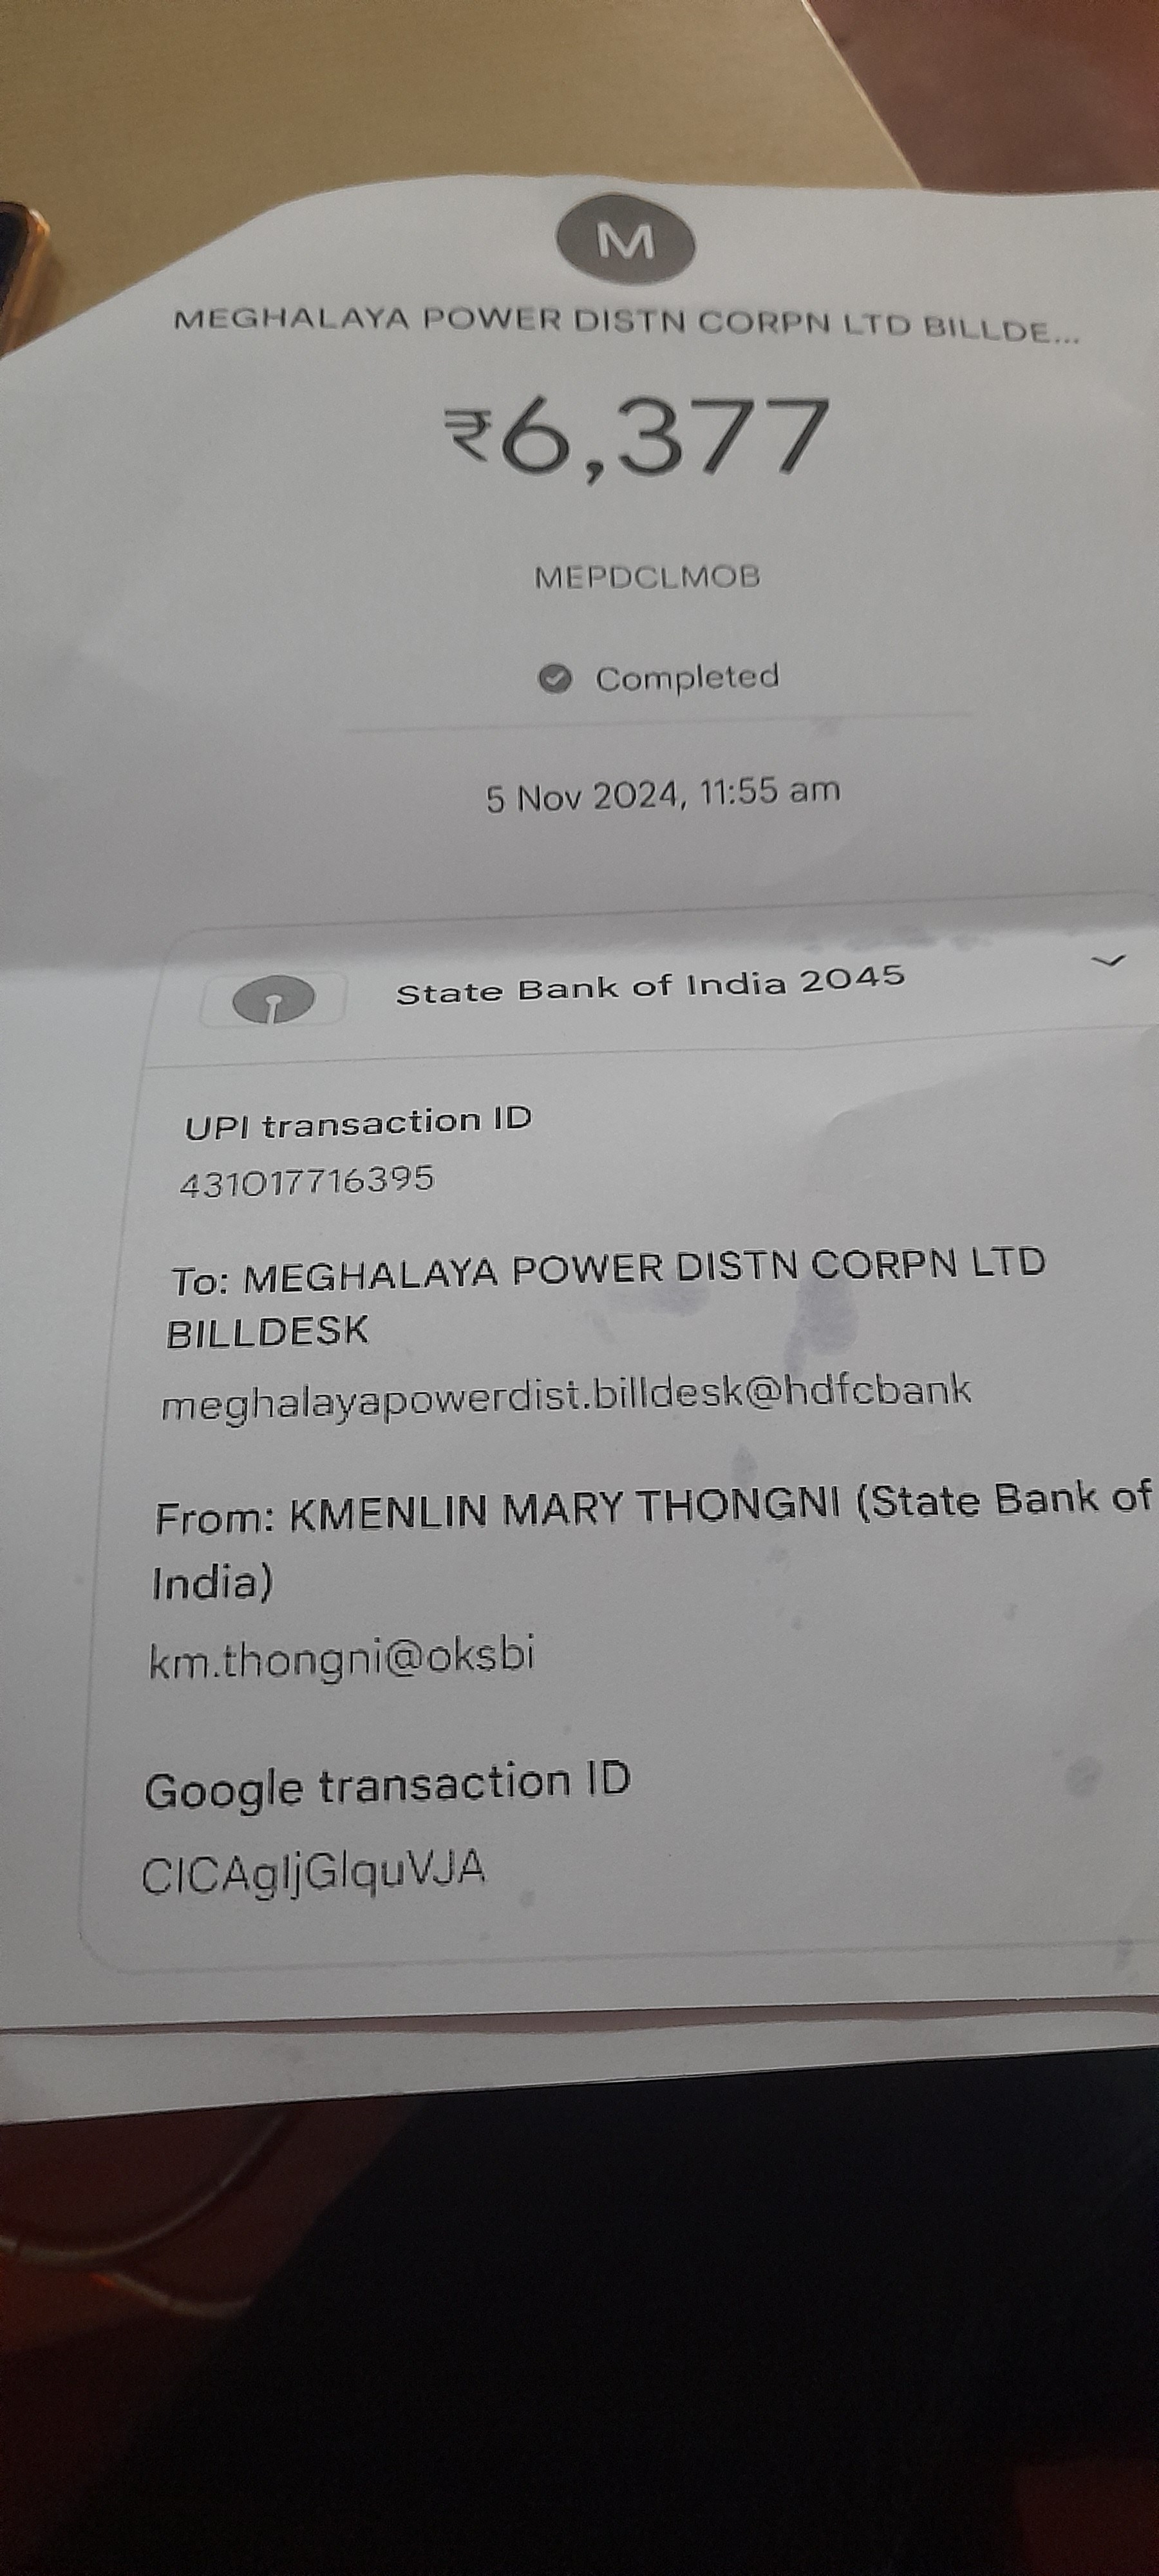 M
MEGHALAYA POWER DISTN CORPN LTD BILLDE...
₹6,377
MEPDCLMOB
Completed
5 Nov 2024, 11:55 am
State Bank of India 2045
UPI transaction ID
431017716395
To: MEGHALAYA POWER DISTN CORPN LTD
BILLDESK
meghalayapowerdist.billdesk@hdfcbank
From: KMENLIN MARY THONGNI (State Bank of
India)
km.thongni@oksbi
Google transaction ID
CICAgIjGlquVJA